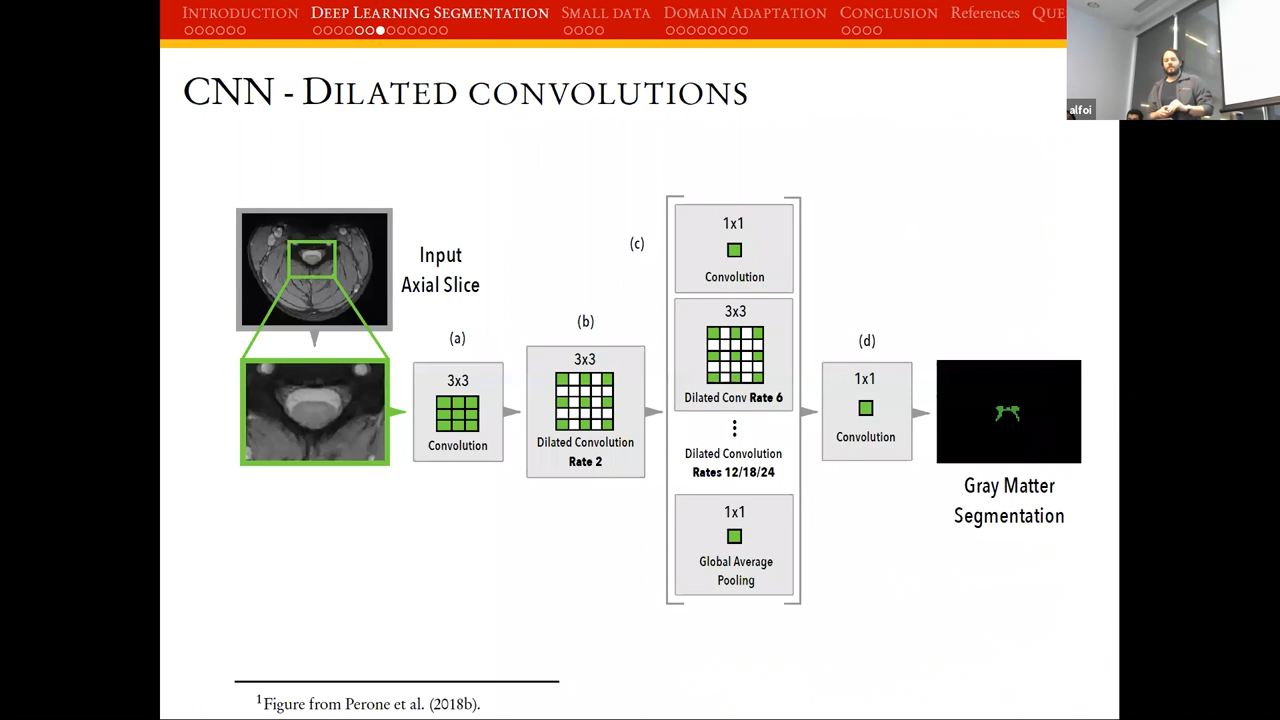 INTRODUCTION DEEP LEARNING SEGMENTATION SMALL DATA DOMAIN ADAPTATION CONCLUSION References QUE
alfoi
CNN - DILATED CONVOLUTIONS
Input
Axial Slice
(a)
3x3
Convolution
(b)
3x3
Dilated Convolution
Rate 2
(c)
1x1
Convolution
3x3
Dilated Conv Rate 6
Dilated Convolution
Rates 12/18/24
1x1
Global Average
Pooling
(d)
1x1
Convolution
Gray Matter
Segmentation
1Figure from Perone et al. (2018b).